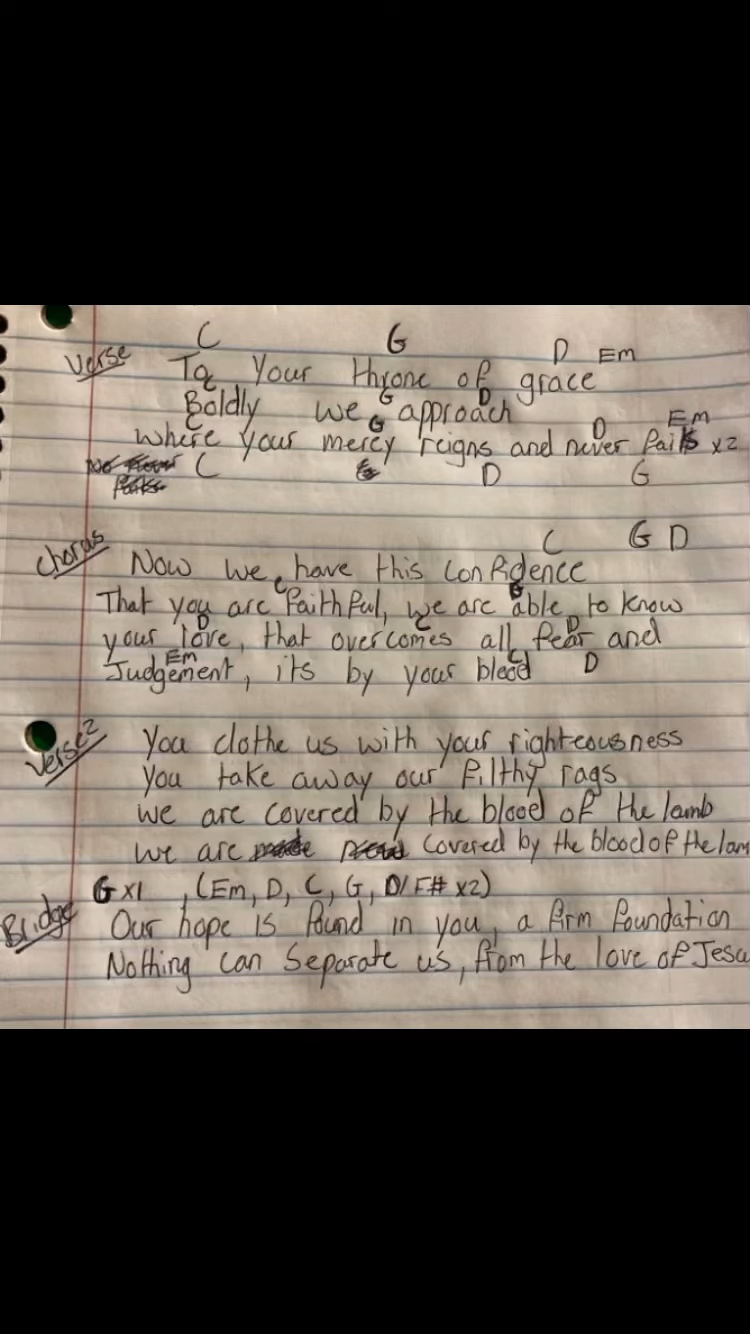 C G D Em
Verse To Your throne of grace
C G D
Boldly we approach
C G D Em
where your mercy reigns and never fails x2
C D G
C G D
Chorus Now we have this confidence
C G
That you are faithful, we are able to know
D C D
your love, that overcomes all fear and
Em C D
Judgement, its by your blood
Verse 2 You clothe us with your righteousness
You take away our filthy rags
we are covered by the blood of the lamb
we are covered by the blood of the lam
G x1 , (Em, D, C, G, D/F# x2)
Bridge Our hope is found in you, a firm foundation
Nothing can separate us, from the love of Jesu